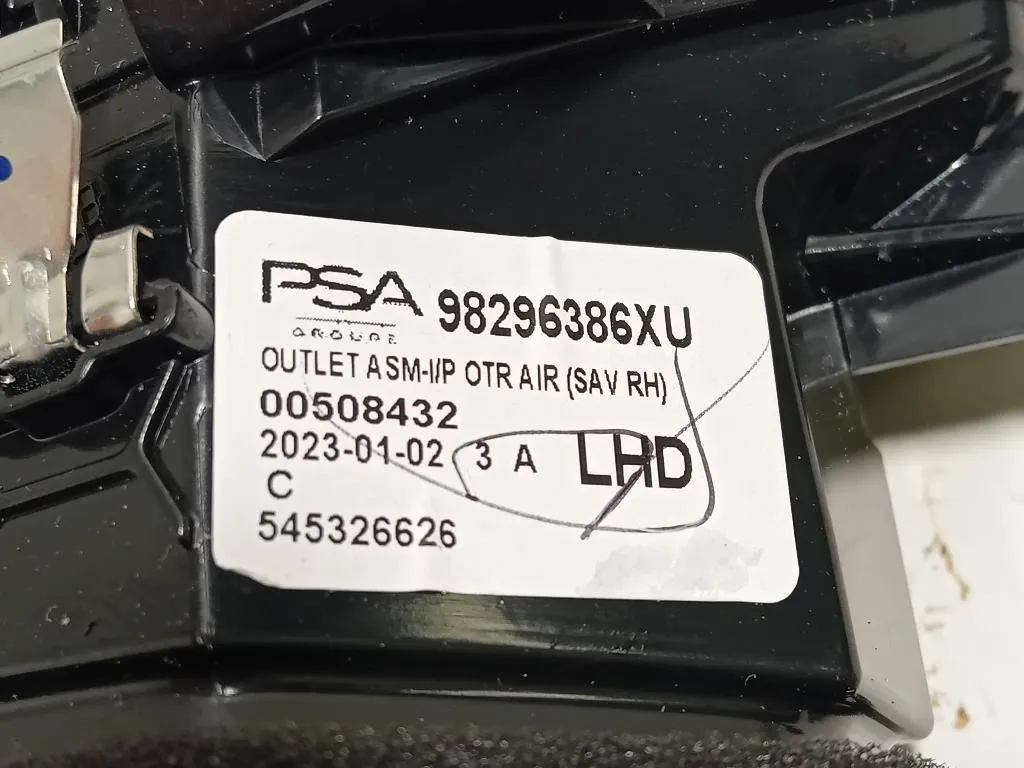 PSA 98296386XU
GROUPE
OUTLET ASM-I/P OTR AIR (SAV RH)
00508432
2023-01-02 3 A LHD
C
545326626